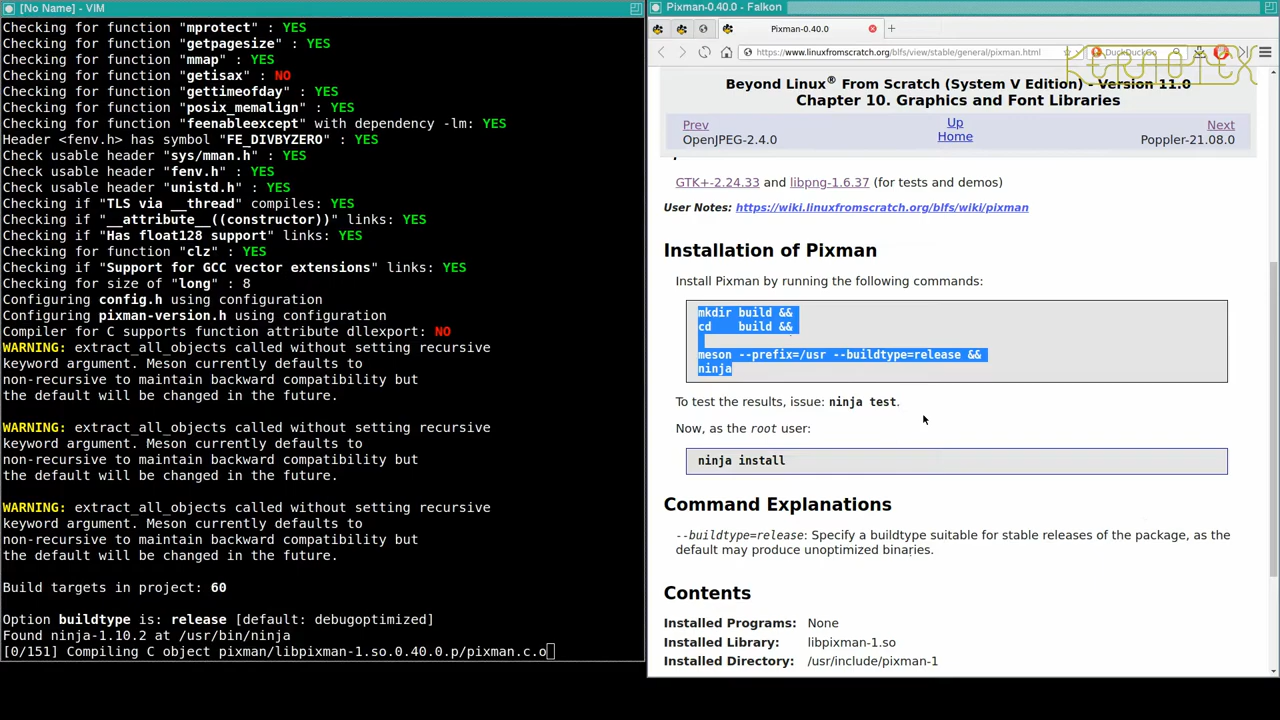 [No Name] - VIM
Checking for function "mprotect" : YES
Checking for function "getpagesize" : YES
Checking for function "mmap" : YES
Checking for function "getisax" : NO
Checking for function "gettimeofday" : YES
Checking for function "posix_memalign" : YES
Checking for function "feenableexcept" with dependency -lm: YES
Header <fenv.h> has symbol "FE_DIVBYZERO" : YES
Check usable header "sys/mman.h" : YES
Check usable header "fenv.h" : YES
Check usable header "unistd.h" : YES
Checking if "TLS via __thread" compiles: YES
Checking if "__attribute__((constructor))" links: YES
Checking if "Has float128 support" links: YES
Checking for function "clz" : YES
Checking if "Support for GCC vector extensions" links: YES
Checking for size of "long" : 8
Configuring config.h using configuration
Configuring pixman-version.h using configuration
Compiler for C supports function attribute dllexport: NO
WARNING: extract_all_objects called without setting recursive
keyword argument. Meson currently defaults to
non-recursive to maintain backward compatibility but
the default will be changed in the future.
WARNING: extract_all_objects called without setting recursive
keyword argument. Meson currently defaults to
non-recursive to maintain backward compatibility but
the default will be changed in the future.
WARNING: extract_all_objects called without setting recursive
keyword argument. Meson currently defaults to
non-recursive to maintain backward compatibility but
the default will be changed in the future.
Build targets in project: 60
Option buildtype is: release [default: debugoptimized]
Found ninja-1.10.2 at /usr/bin/ninja
[0/151] Compiling C object pixman/libpixman-1.so.0.40.0.p/pixman.c.o
Pixman-0.40.0 - Falkon
Pixman-0.40.0
https://www.linuxfromscratch.org/blfs/view/stable/general/pixman.html
DuckDuckGo
KERNOTEX
Beyond Linux® From Scratch (System V Edition) - Version 11.0
Chapter 10. Graphics and Font Libraries
Prev Up Next
OpenJPEG-2.4.0 Home Poppler-21.08.0
GTK+-2.24.33 and libpng-1.6.37 (for tests and demos)
User Notes: https://wiki.linuxfromscratch.org/blfs/wiki/pixman
Installation of Pixman
Install Pixman by running the following commands:
mkdir build &&
cd    build &&
meson --prefix=/usr --buildtype=release &&
ninja
To test the results, issue: ninja test.
Now, as the root user:
ninja install
Command Explanations
--buildtype=release: Specify a buildtype suitable for stable releases of the package, as the
default may produce unoptimized binaries.
Contents
Installed Programs: None
Installed Library: libpixman-1.so
Installed Directory: /usr/include/pixman-1